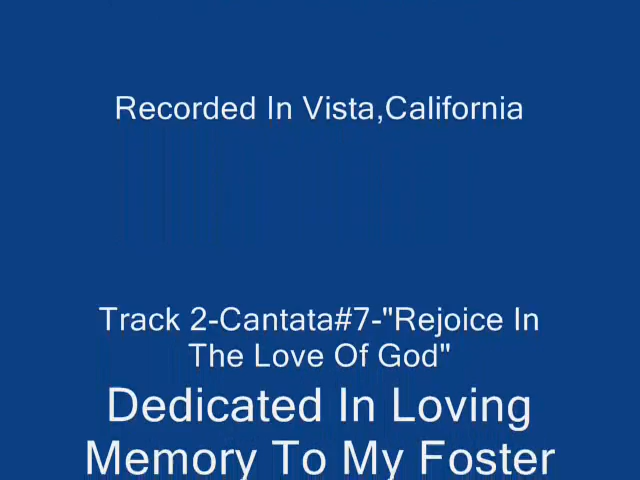 Recorded In Vista,California
Track 2-Cantata#7-"Rejoice In
The Love Of God"
Dedicated In Loving
Memory To My Foster